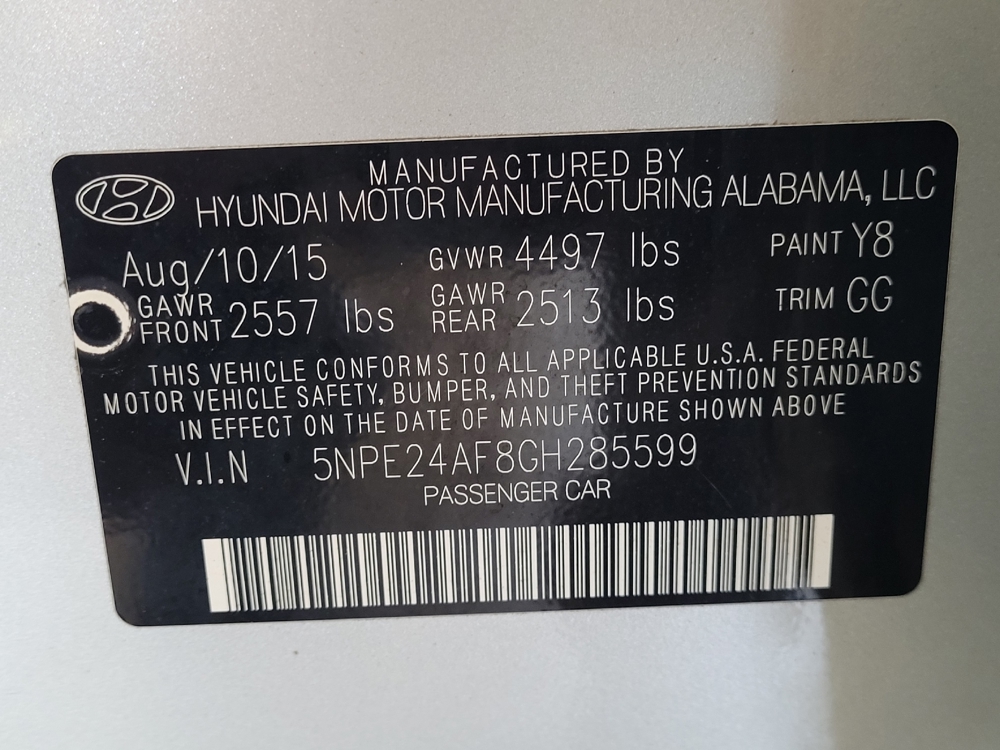 MANUFACTURED BY
HYUNDAI MOTOR MANUFACTURING ALABAMA, LLC
Aug/10/15 GVWR 4497 lbs PAINT Y8
GAWR FRONT 2557 lbs GAWR REAR 2513 lbs TRIM GG
THIS VEHICLE CONFORMS TO ALL APPLICABLE U.S.A. FEDERAL
MOTOR VEHICLE SAFETY, BUMPER, AND THEFT PREVENTION STANDARDS
IN EFFECT ON THE DATE OF MANUFACTURE SHOWN ABOVE
V.I.N 5NPE24AF8GH285599
PASSENGER CAR